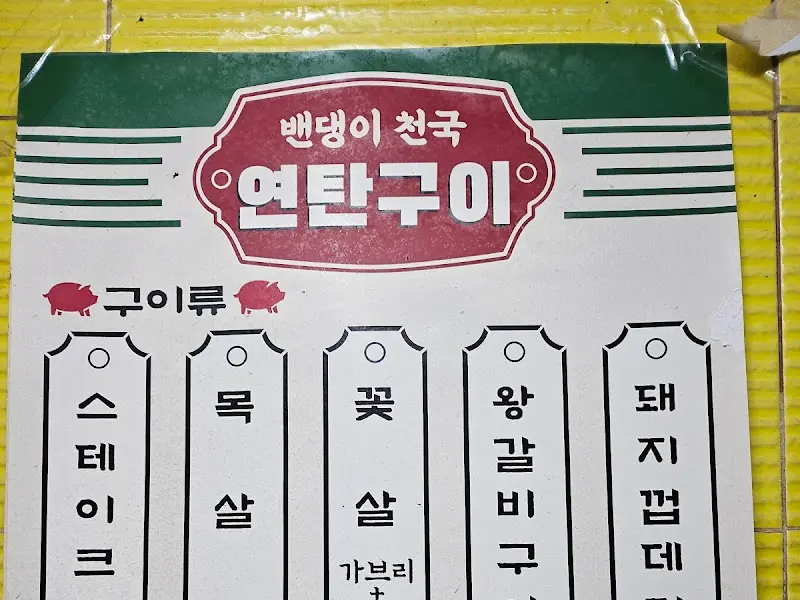 밴댕이 천국
연탄구이
구이류
스테이크
목살
꽃살
가브리
+
왕갈비구
돼지껍데